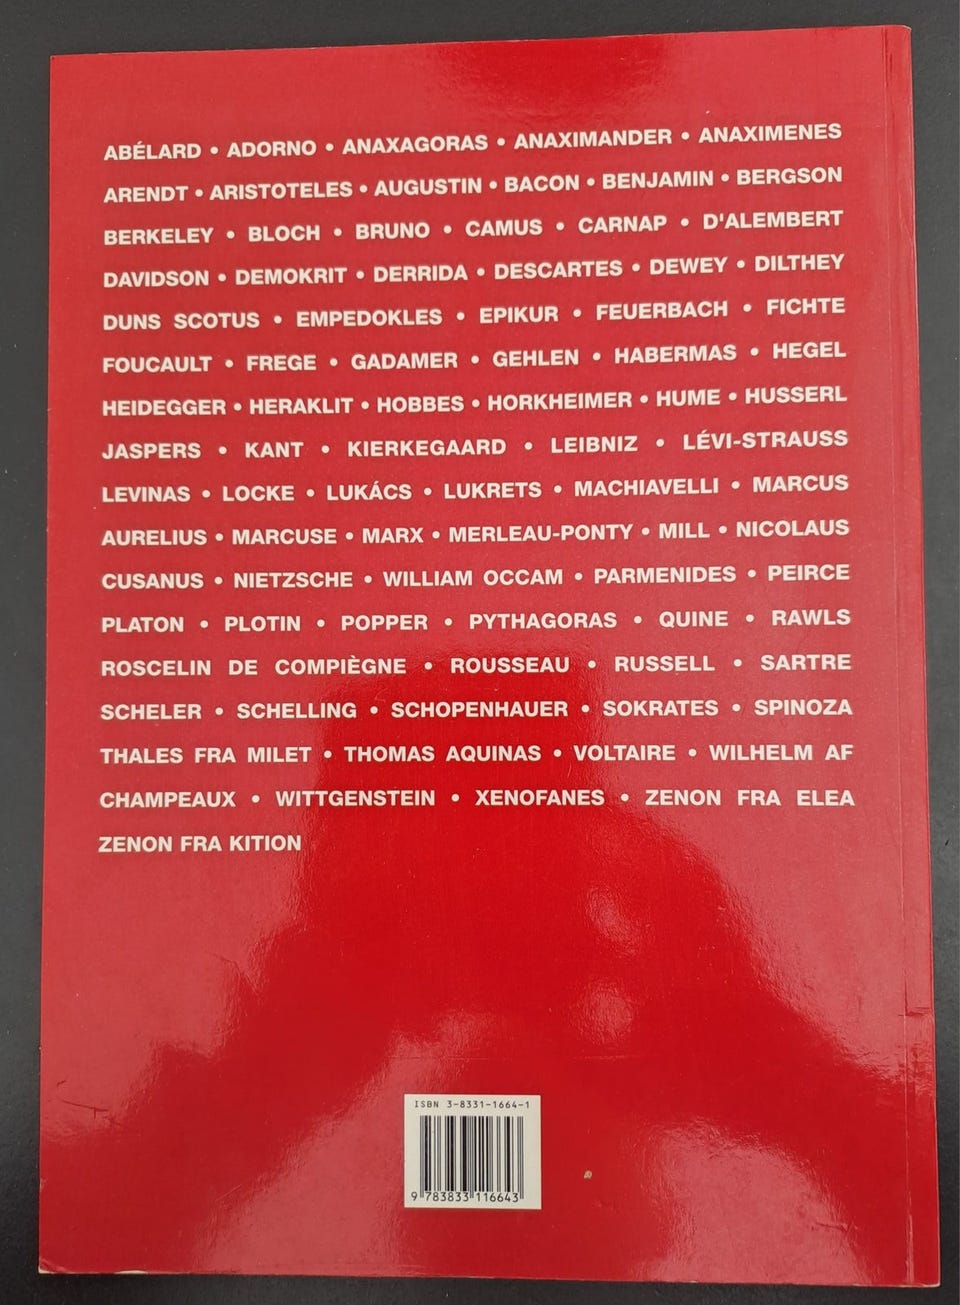 ABÉLARD • ADORNO • ANAXAGORAS • ANAXIMANDER • ANAXIMENES
ARENDT • ARISTOTELES • AUGUSTIN • BACON • BENJAMIN • BERGSON
BERKELEY • BLOCH • BRUNO • CAMUS • CARNAP • D'ALEMBERT
DAVIDSON • DEMOKRIT • DERRIDA • DESCARTES • DEWEY • DILTHEY
DUNS SCOTUS • EMPEDOKLES • EPIKUR • FEUERBACH • FICHTE
FOUCAULT • FREGE • GADAMER • GEHLEN • HABERMAS • HEGEL
HEIDEGGER • HERAKLIT • HOBBES • HORKHEIMER • HUME • HUSSERL
JASPERS • KANT • KIERKEGAARD • LEIBNIZ • LÉVI-STRAUSS
LEVINAS • LOCKE • LUKÁCS • LUKRETS • MACHIAVELLI • MARCUS
AURELIUS • MARCUSE • MARX • MERLEAU-PONTY • MILL • NICOLAUS
CUSANUS • NIETZSCHE • WILLIAM OCCAM • PARMENIDES • PEIRCE
PLATON • PLOTIN • POPPER • PYTHAGORAS • QUINE • RAWLS
ROSCELIN DE COMPIÈGNE • ROUSSEAU • RUSSELL • SARTRE
SCHELER • SCHELLING • SCHOPENHAUER • SOKRATES • SPINOZA
THALES FRA MILET • THOMAS AQUINAS • VOLTAIRE • WILHELM AF
CHAMPEAUX • WITTGENSTEIN • XENOFANES • ZENON FRA ELEA
ZENON FRA KITION
ISBN 3-8331-1664-1
9 783833 116643